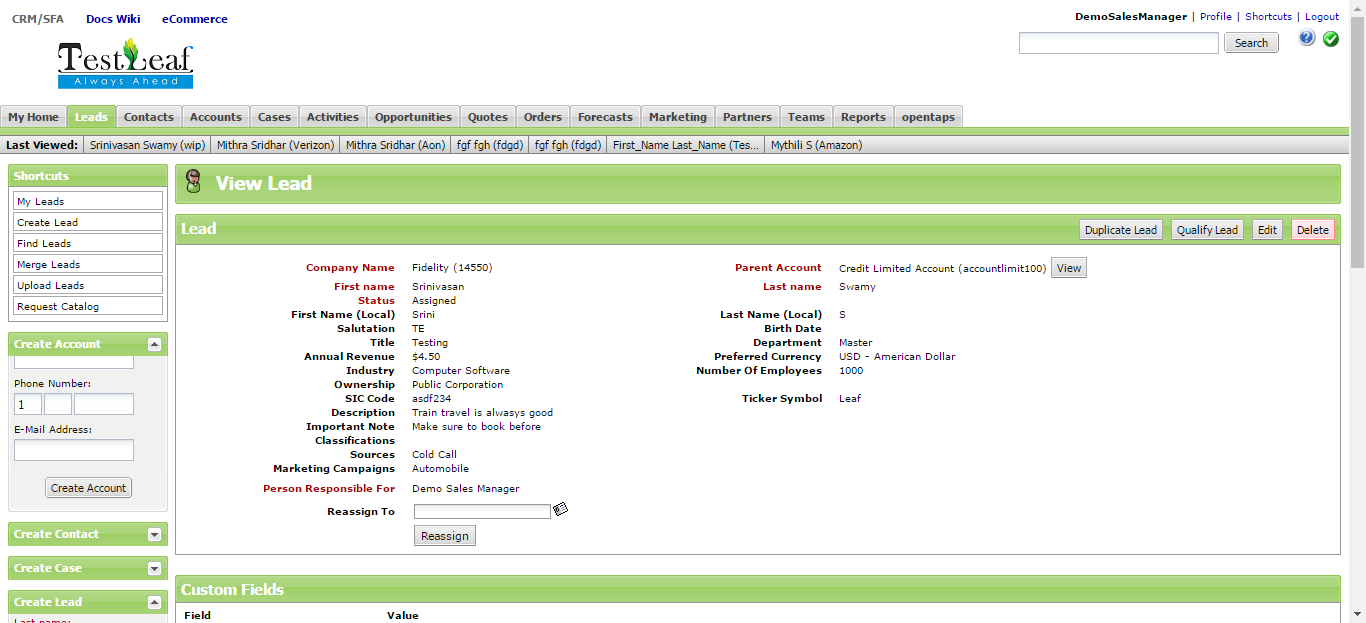 CRM/SFA Docs Wiki eCommerce
DemoSalesManager | Profile | Shortcuts | Logout
TestLeaf
Always Ahead
Search
?
My Home Leads Contacts Accounts Cases Activities Opportunities Quotes Orders Forecasts Marketing Partners Teams Reports opentaps
Last Viewed: Srinivasan Swamy (wip) Mithra Sridhar (Verizon) Mithra Sridhar (Aon) fgf fgh (fdgd) fgf fgh (fdgd) First_Name Last_Name (Tes... Mythili S (Amazon)
Shortcuts
My Leads
Create Lead
Find Leads
Merge Leads
Upload Leads
Request Catalog
Create Account
Phone Number:
1
E-Mail Address:
Create Account
Create Contact
Create Case
Create Lead
Last name:
View Lead
Lead Duplicate Lead Qualify Lead Edit Delete
Company Name Fidelity (14550) Parent Account Credit Limited Account (accountlimit100) View
First name Srinivasan Last name Swamy
Status Assigned
First Name (Local) Srini Last Name (Local) S
Salutation TE Birth Date
Title Testing Department Master
Annual Revenue $4.50 Preferred Currency USD - American Dollar
Industry Computer Software Number Of Employees 1000
Ownership Public Corporation
SIC Code asdf234 Ticker Symbol Leaf
Description Train travel is alwasys good
Important Note Make sure to book before
Classifications
Sources Cold Call
Marketing Campaigns Automobile
Person Responsible For Demo Sales Manager
Reassign To
Reassign
Custom Fields
Field Value